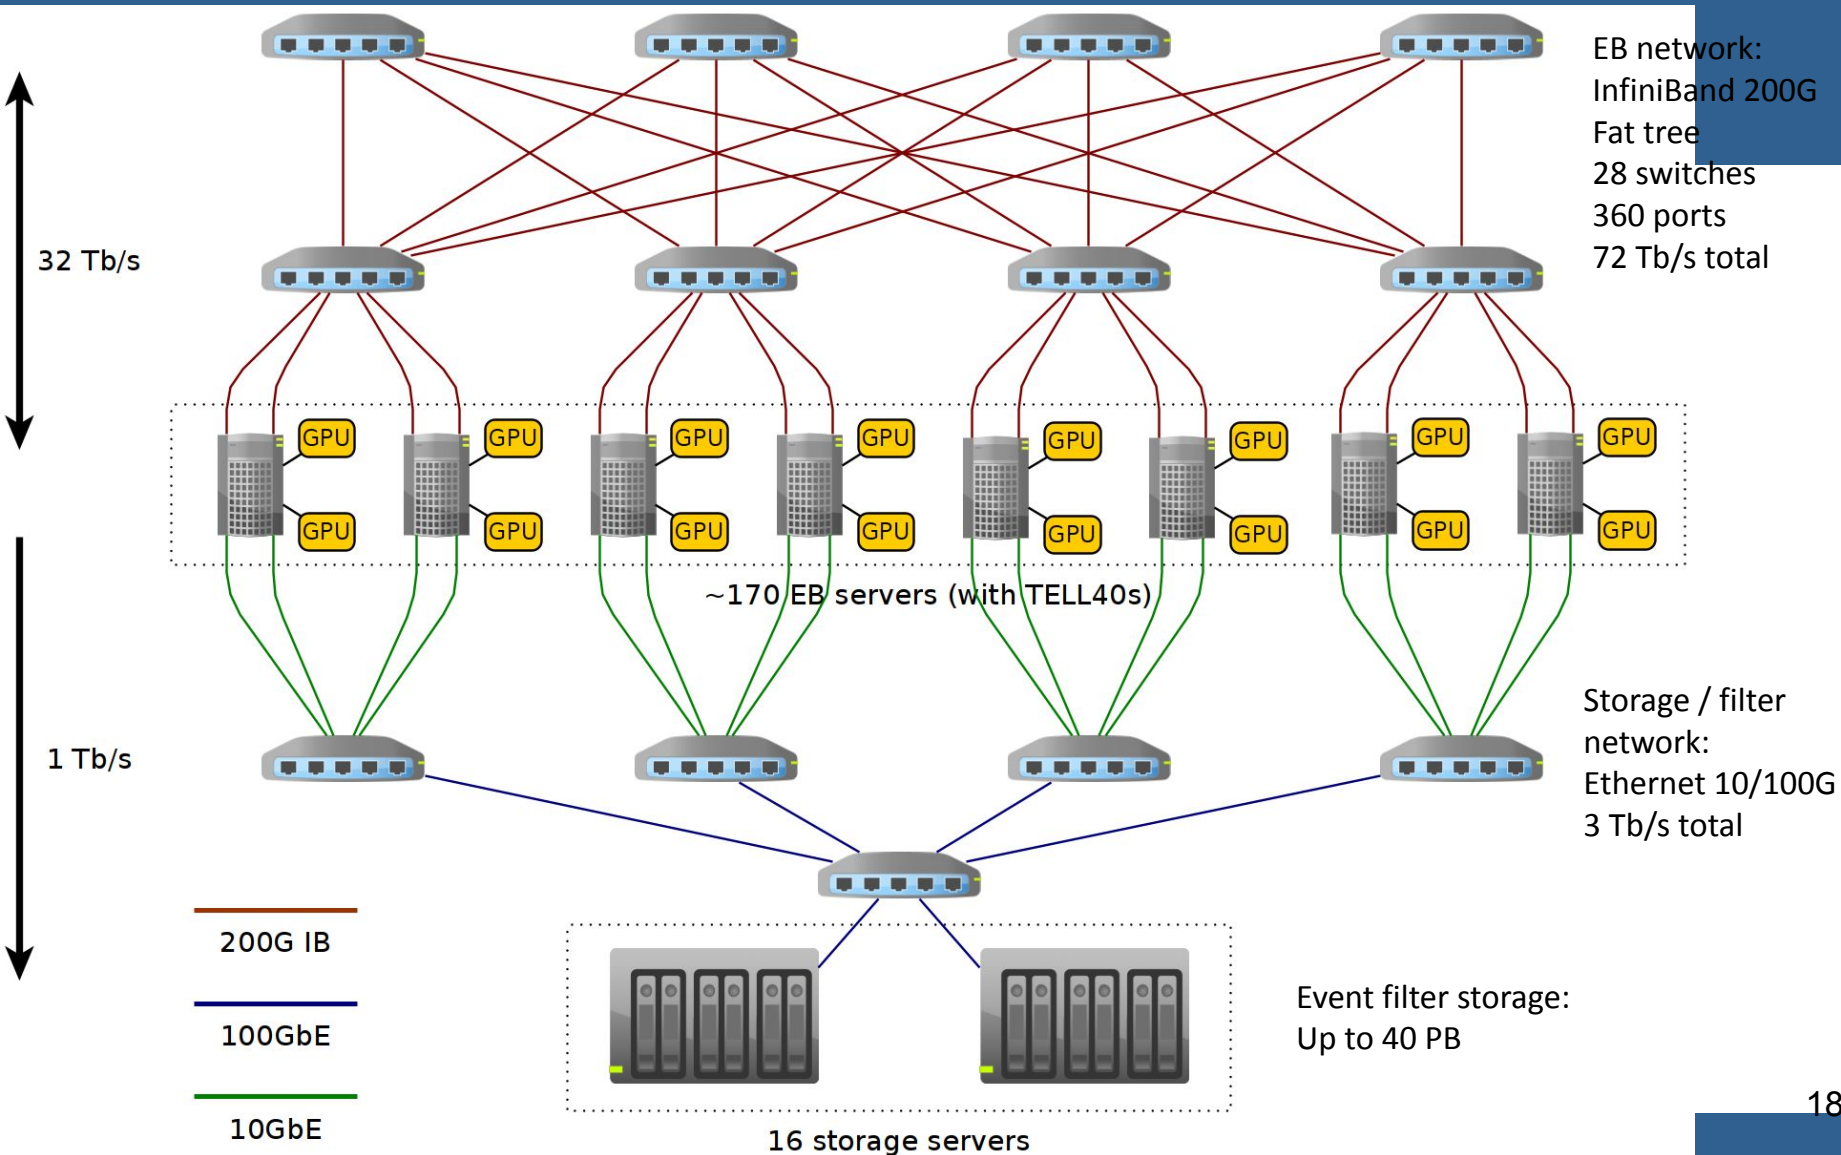 EB network:
InfiniBand 200G
Fat tree
28 switches
360 ports
72 Tb/s total
32 Tb/s
GPU GPU GPU GPU GPU GPU GPU GPU
GPU GPU GPU GPU GPU GPU GPU GPU
~170 EB servers (with TELL40s)
1 Tb/s
Storage / filter
network:
Ethernet 10/100G
3 Tb/s total
200G IB
100GbE
10GbE
Event filter storage:
Up to 40 PB
16 storage servers
18